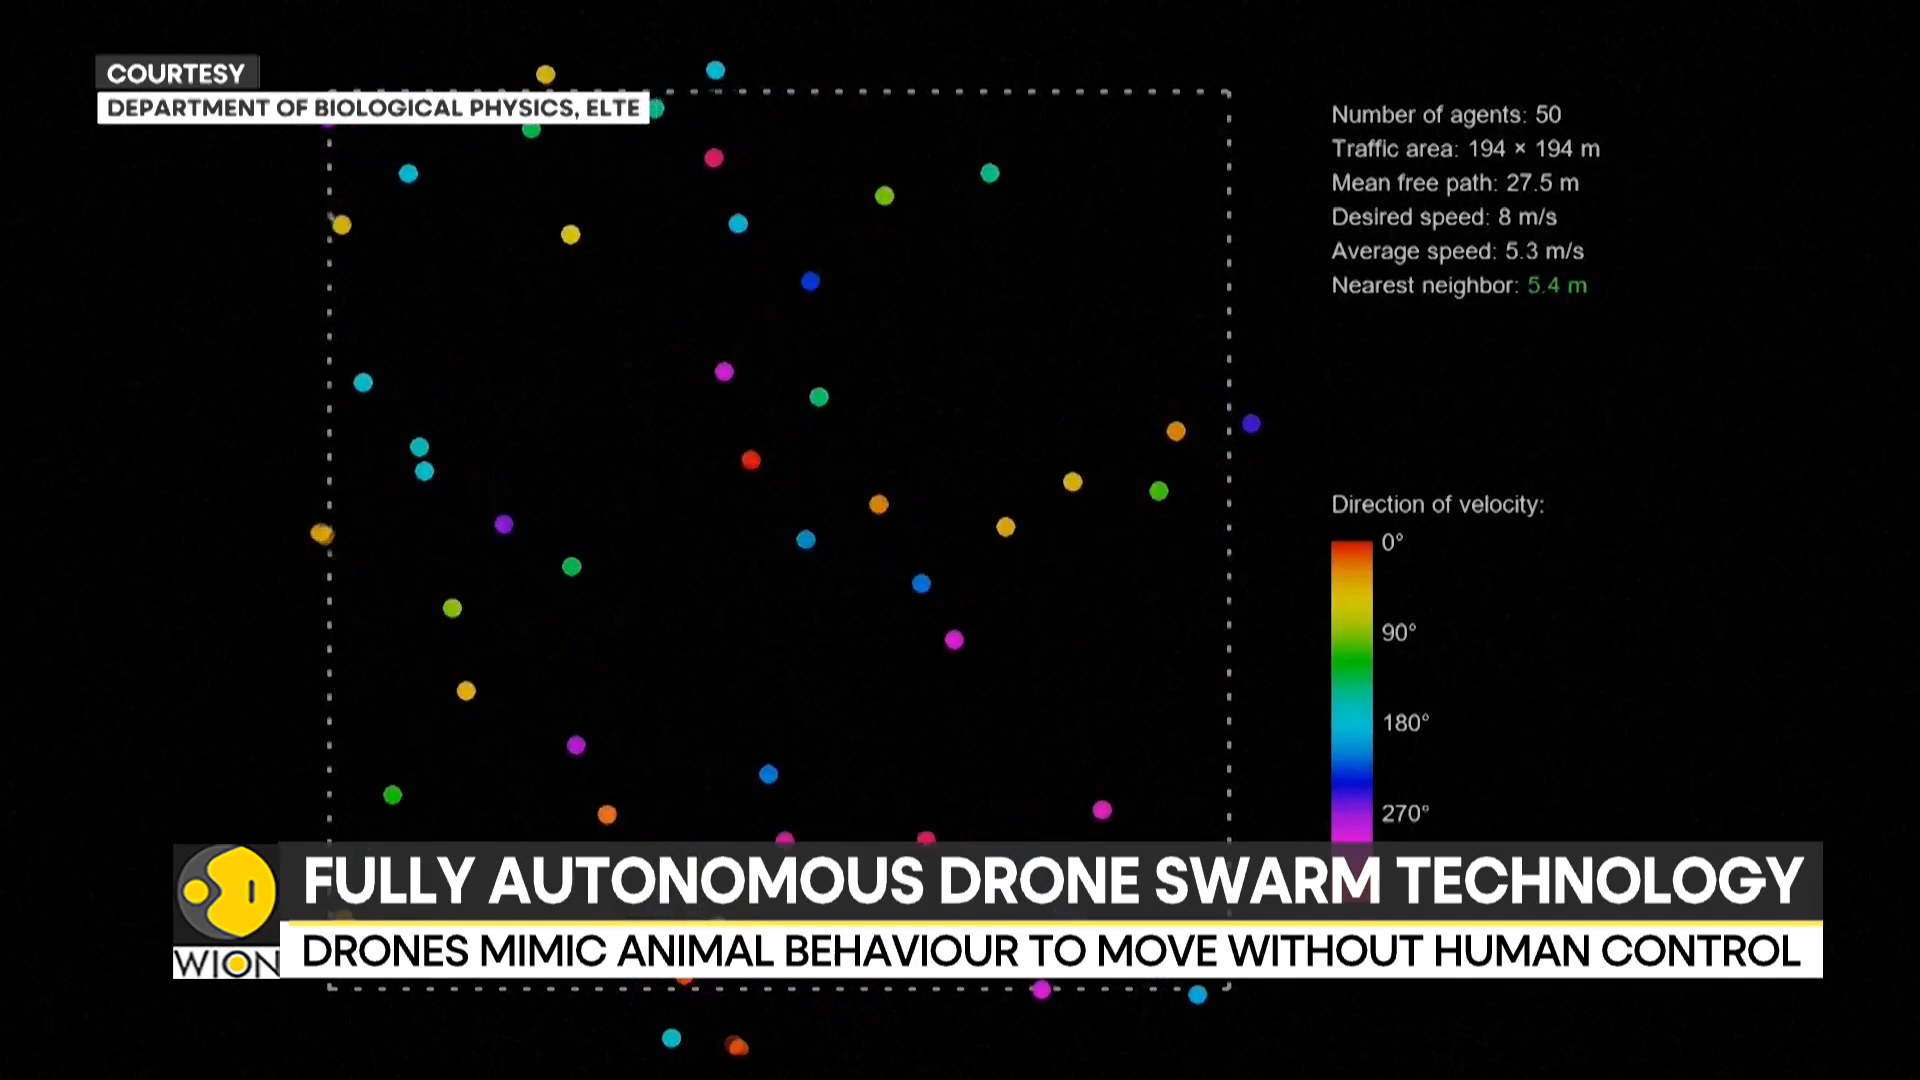 COURTESY
DEPARTMENT OF BIOLOGICAL PHYSICS, ELTE
Number of agents: 50
Traffic area: 194 × 194 m
Mean free path: 27.5 m
Desired speed: 8 m/s
Average speed: 5.3 m/s
Nearest neighbor: 5.4 m
Direction of velocity:
0°
90°
180°
270°
FULLY AUTONOMOUS DRONE SWARM TECHNOLOGY
DRONES MIMIC ANIMAL BEHAVIOUR TO MOVE WITHOUT HUMAN CONTROL
WION